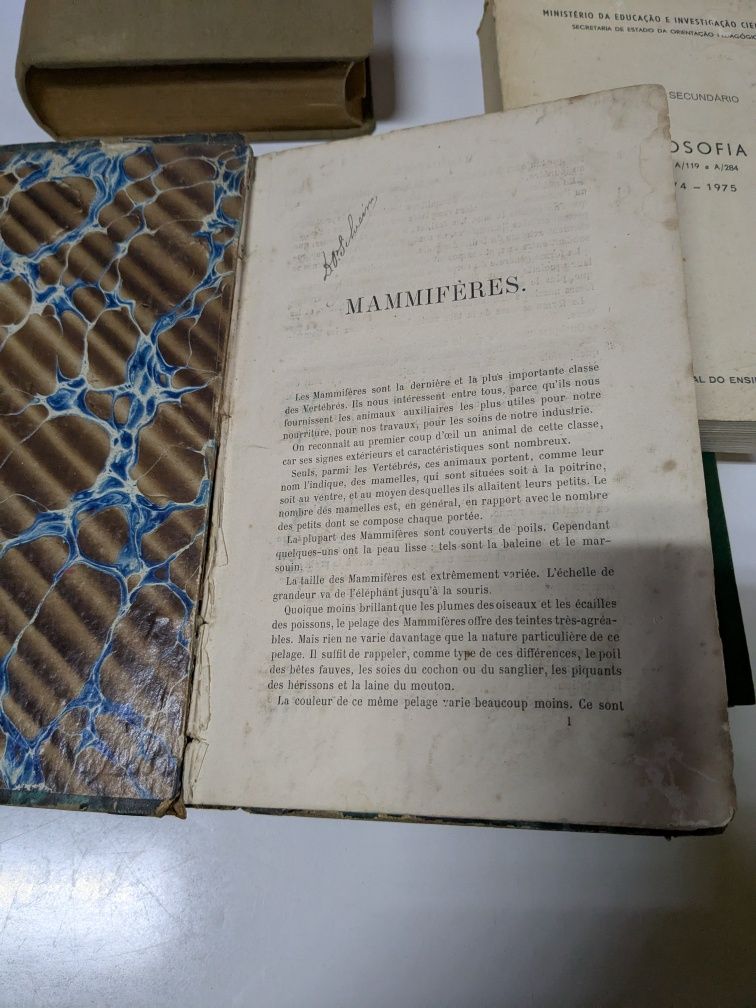 MINISTÉRIO DA EDUCAÇÃO E INVESTIGAÇÃO
SECRETARIA DE ESTADO DA ORIENTAÇÃO
SECUNDÁRIO
OSOFIA
A/119 e A/284
4 - 1975
AL DO ENSI
MAMMIFÈRES.
Les Mammifères sont la dernière et la plus importante classe
des Vertébrés. Ils nous intéressent entre tous, parce qu'ils nous
fournissent les animaux auxiliaires les plus utiles pour notre
nourriture, pour nos travaux, pour les soins de notre industrie.
On reconnaît au premier coup d'œil un animal de cette classe,
car ses signes extérieurs et caractéristiques sont nombreux.
Seuls, parmi les Vertébrés, ces animaux portent, comme leur
nom l'indique, des mamelles, qui sont situées soit à la poitrine,
soit au ventre, et au moyen desquelles ils allaitent leurs petits. Le
nombre des mamelles est, en général, en rapport avec le nombre
des petits dont se compose chaque portée.
La plupart des Mammifères sont couverts de poils. Cependant
quelques-uns ont la peau lisse : tels sont la baleine et le mar-
souin.
La taille des Mammifères est extrêmement variée. L'échelle de
grandeur va de l'éléphant jusqu'à la souris.
Quoique moins brillant que les plumes des oiseaux et les écailles
des poissons, le pelage des Mammifères offre des teintes très-agréa-
bles. Mais rien ne varie davantage que la nature particulière de ce
pelage. Il suffit de rappeler, comme type de ces différences, le poil
des bêtes fauves, les soies du cochon ou du sanglier, les piquants
des hérissons et la laine du mouton.
La couleur de ce même pelage varie beaucoup moins. Ce sont
1